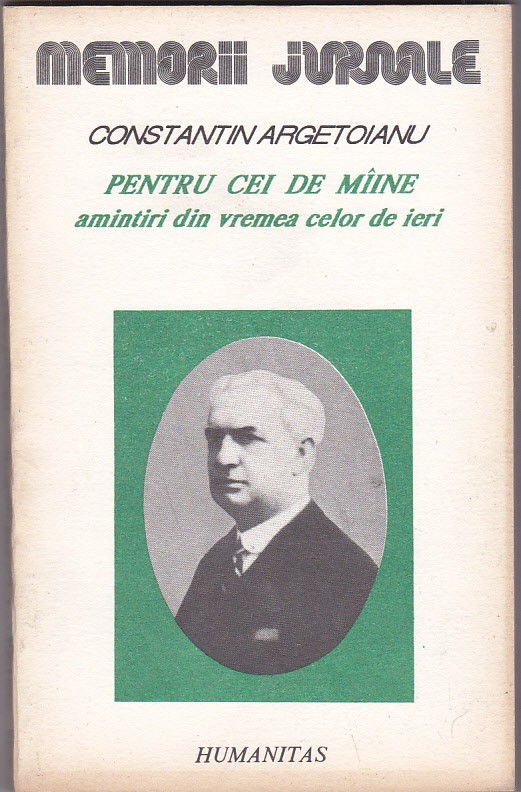 MEMORII JURNALE
CONSTANTIN ARGETOIANU
PENTRU CEI DE MÎINE
amintiri din vremea celor de ieri
HUMANITAS